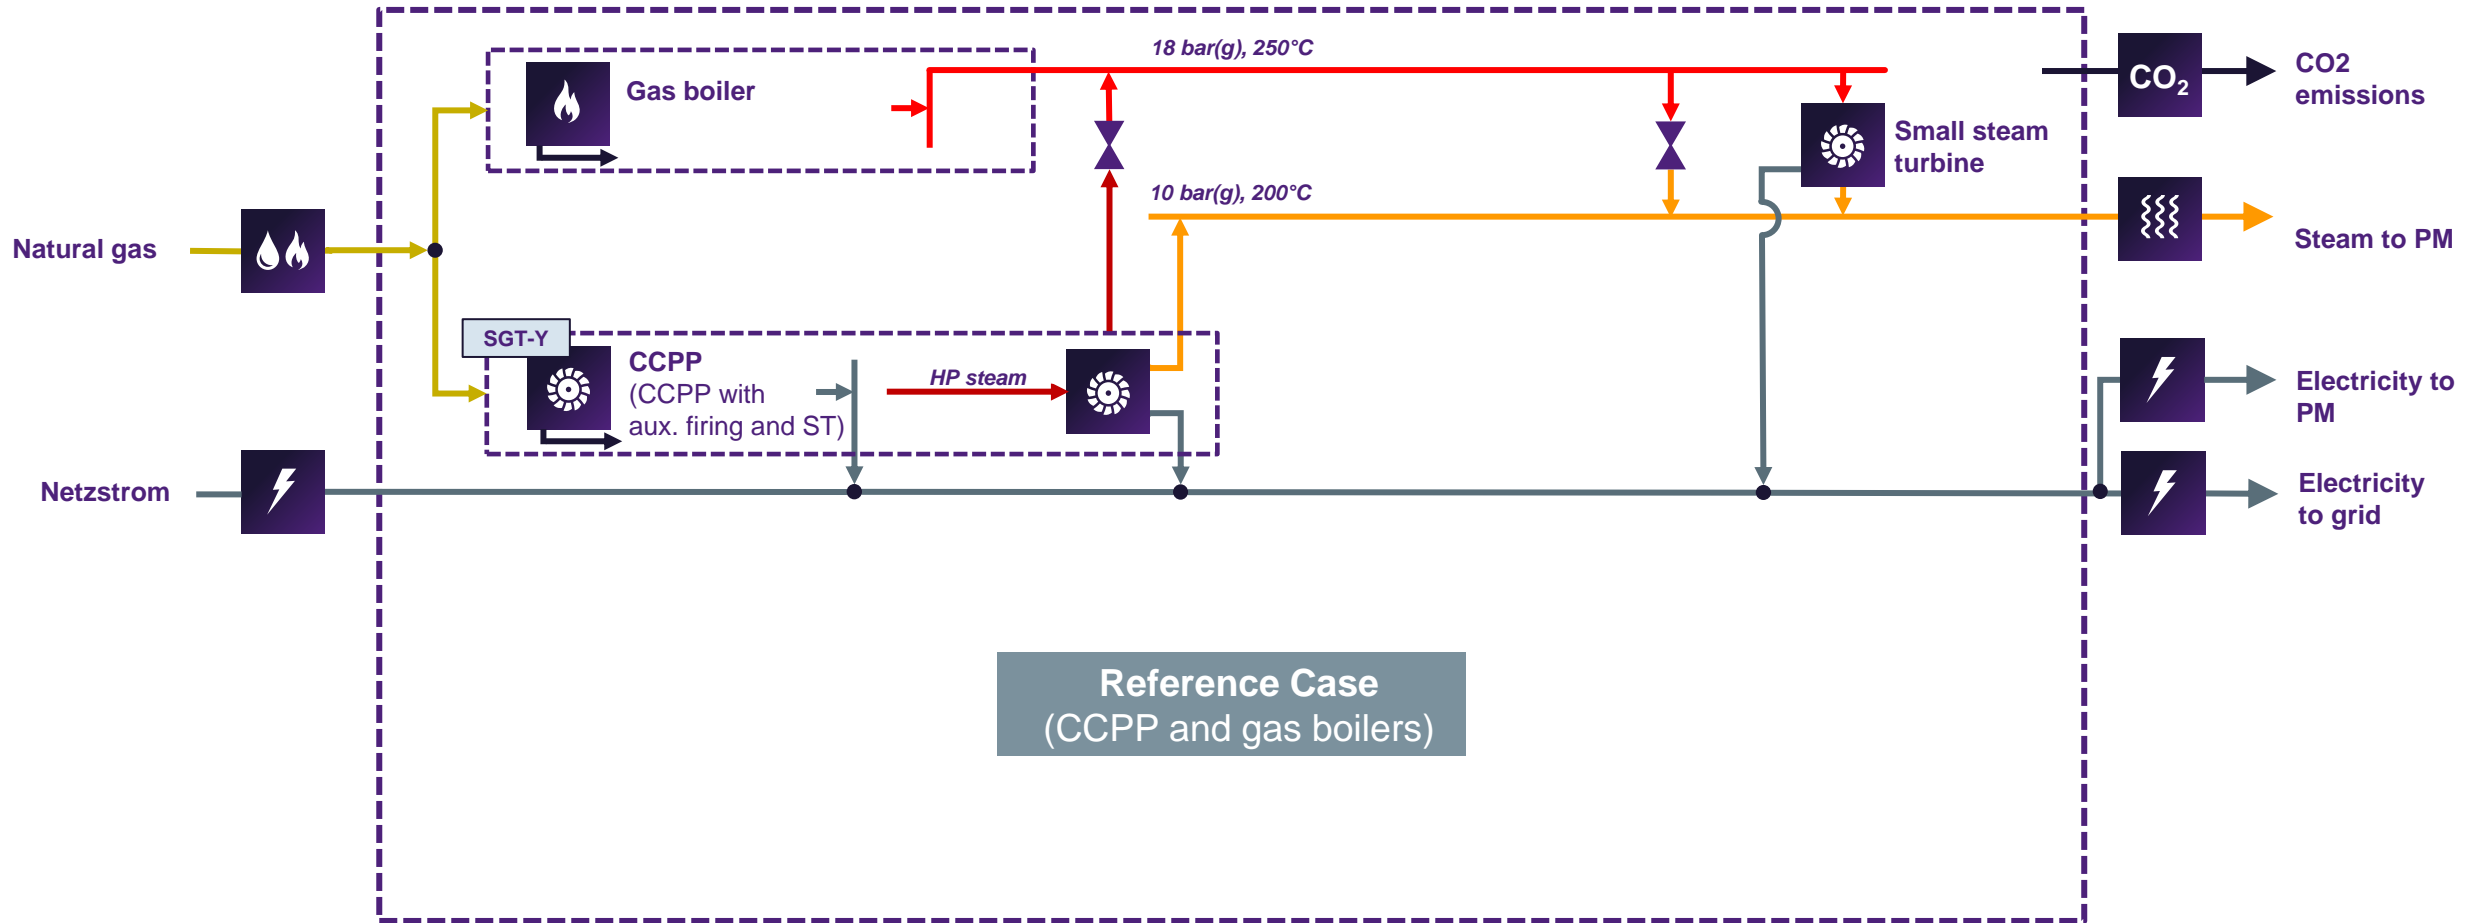 18 bar(g), 250°C
Gas boiler
CO2
CO2
emissions
Small steam
turbine
10 bar(g), 200°C
Natural gas
Steam to PM
SGT-Y
CCPP
(CCPP with
aux. firing and ST)
HP steam
Electricity to
PM
Netzstrom
Electricity
to grid
Reference Case
(CCPP and gas boilers)